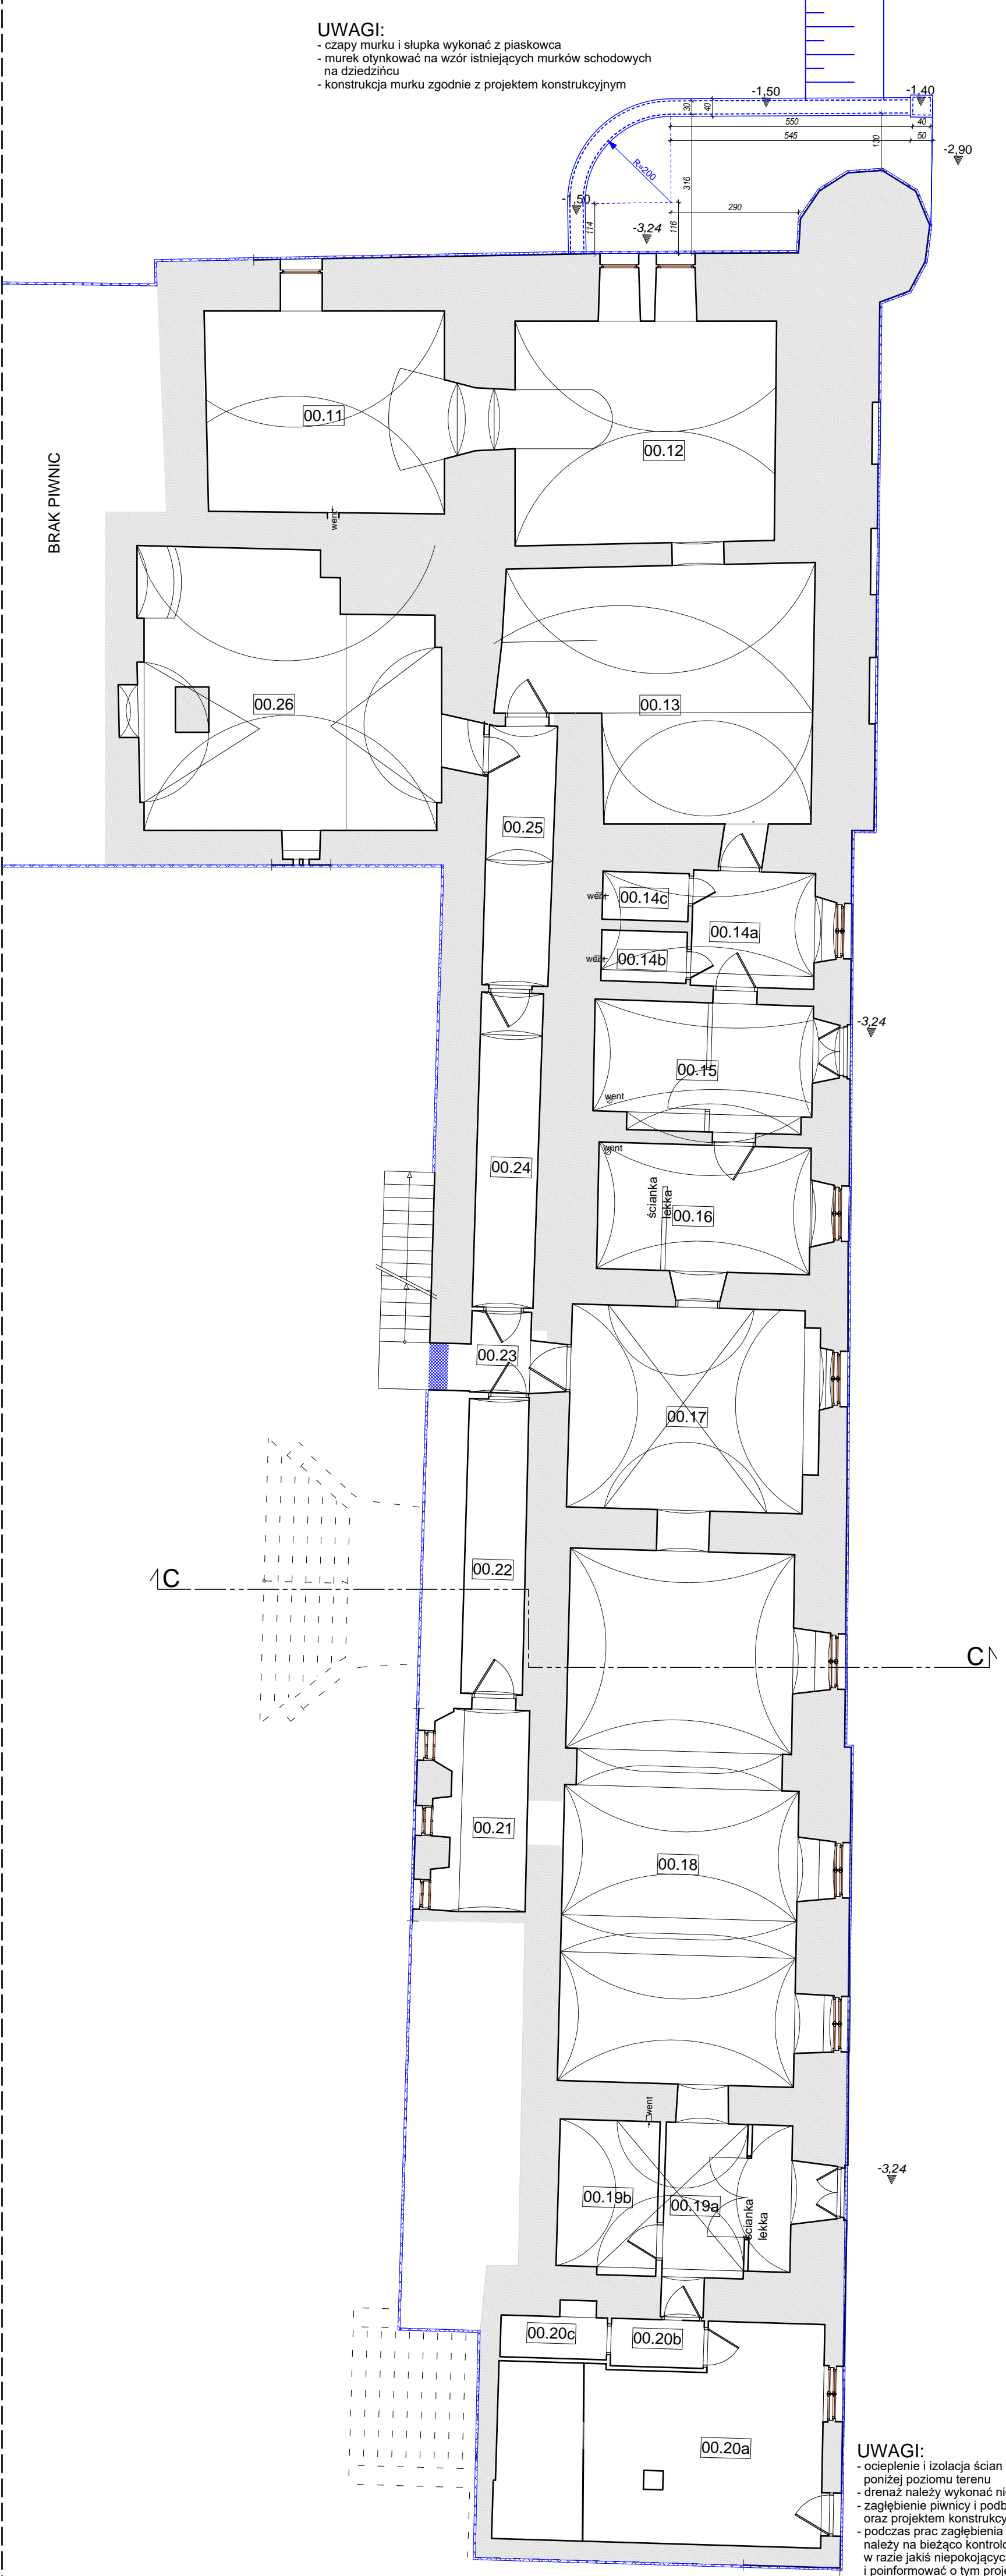 UWAGI:
- czapy murku i słupka wykonać z piaskowca
- murek otynkować na wzór istniejących murków schodowych
na dziedzińcu
- konstrukcja murku zgodnie z projektem konstrukcyjnym
-1,50
-1,40
30
40
550
40
545
50
130
-2,90
R=200
316
-1,50
290
114
116
-3,24
00.11
00.12
BRAK PIWNIC
went
00.26
00.13
00.25
went
00.14c
00.14a
went
00.14b
-3,24
00.15
went
went
00.24
ścianka
lekka
00.16
00.23
00.17
00.22
C
C
00.21
00.18
went
-3,24
00.19b
00.19a
ścianka
lekka
00.20c
00.20b
00.20a
UWAGI:
- ocieplenie i izolacja ścian
poniżej poziomu terenu
- drenaż należy wykonać
- zagłębienie piwnicy i
oraz projektem
- podczas prac zagłębienia
należy na bieżąco
w razie jakiś
i poinformować o tym